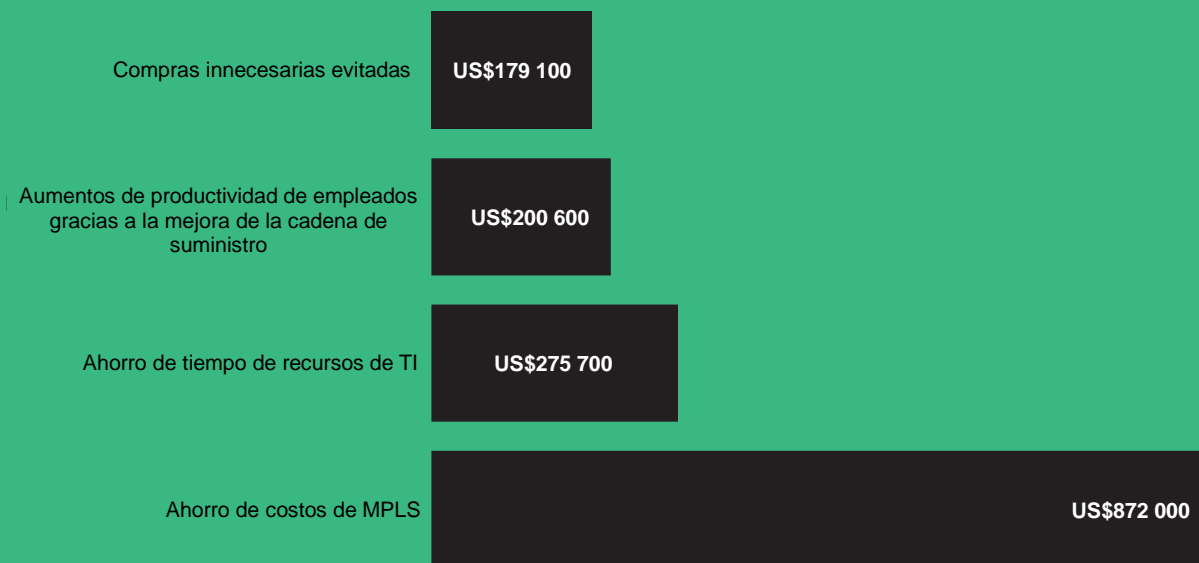 Compras innecesarias evitadas
US$179 100
Aumentos de productividad de empleados
gracias a la mejora de la cadena de
suministro
US$200 600
Ahorro de tiempo de recursos de TI
US$275 700
Ahorro de costos de MPLS
US$872 000